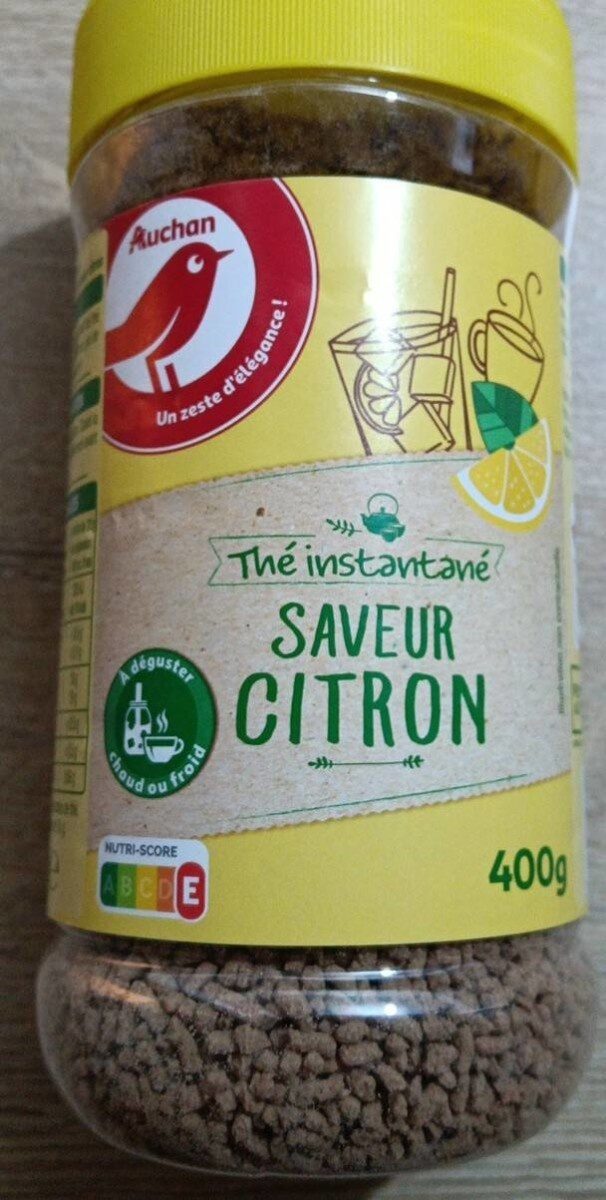 Auchan
Un zeste d'élégance !
Thé instantané
SAVEUR
CITRON
À déguster
chaud ou froid
NUTRI-SCORE
A B C D E
400g